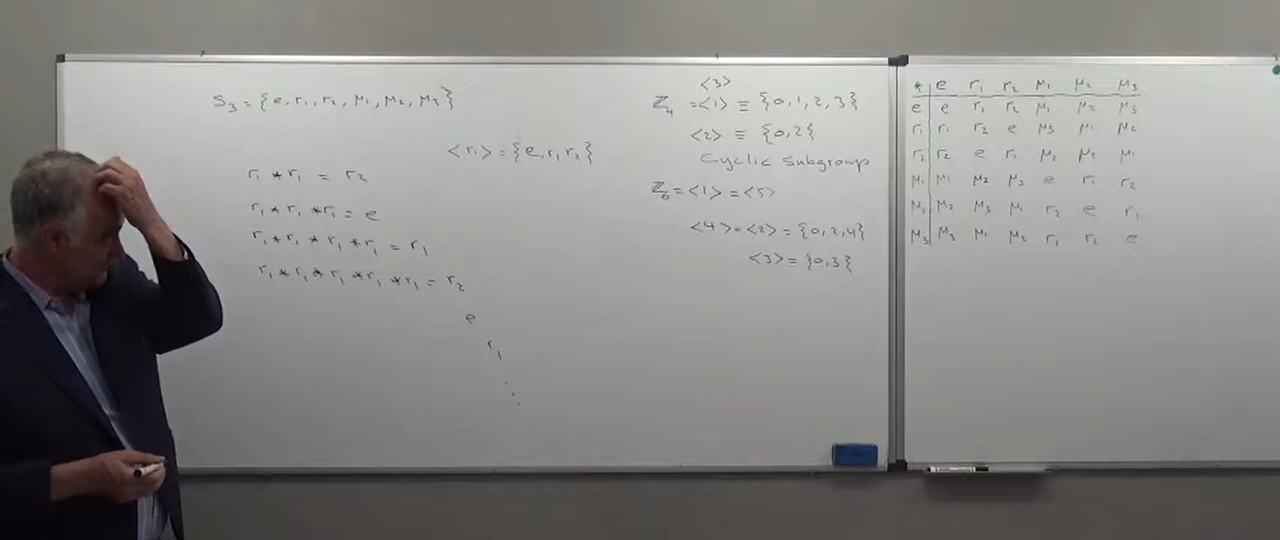 S₃ = {e, r₁, r₂, μ₁, μ₂, μ₃}
<r₁> = {e, r₁, r₂}
r₁ * r₁ = r₂
r₁ * r₁ * r₁ = e
r₁ * r₁ * r₁ * r₁ = r₁
r₁ * r₁ * r₁ * r₁ * r₁ = r₂
e
r₁
<3>
ℤ₄ = <1> ≡ {0,1,2,3}
<2> ≡ {0,2}
Cyclic Subgroup
ℤ₆ = <1> = <5>
<4> = <2> = {0,2,4}
<3> = {0,3}
* e r₁ r₂ μ₁ μ₂ μ₃
e e r₁ r₂ μ₁ μ₂ μ₃
r₁ r₁ r₂ e μ₃ μ₁ μ₂
r₂ r₂ e r₁ μ₂ μ₁
μ₁ μ₁ μ₂ μ₃ e r₁ r₂
μ₂ μ₃ μ₁ r₂ e r₁
μ₃ μ₃ μ₁ μ₂ r₁ r₂ e